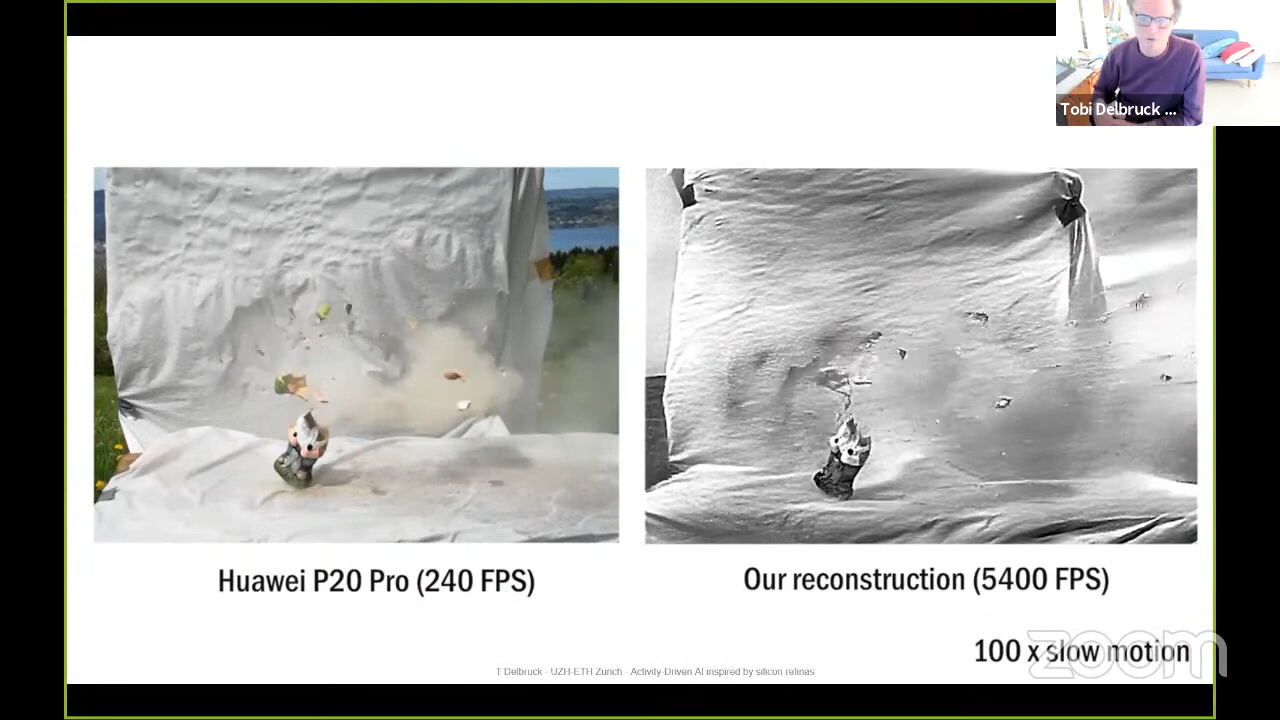 Tobi Delbruck ...
Huawei P20 Pro (240 FPS)
Our reconstruction (5400 FPS)
100 x slow motion
zoom
T Delbruck - UZH-ETH Zurich - Activity-Driven AI inspired by silicon retinas